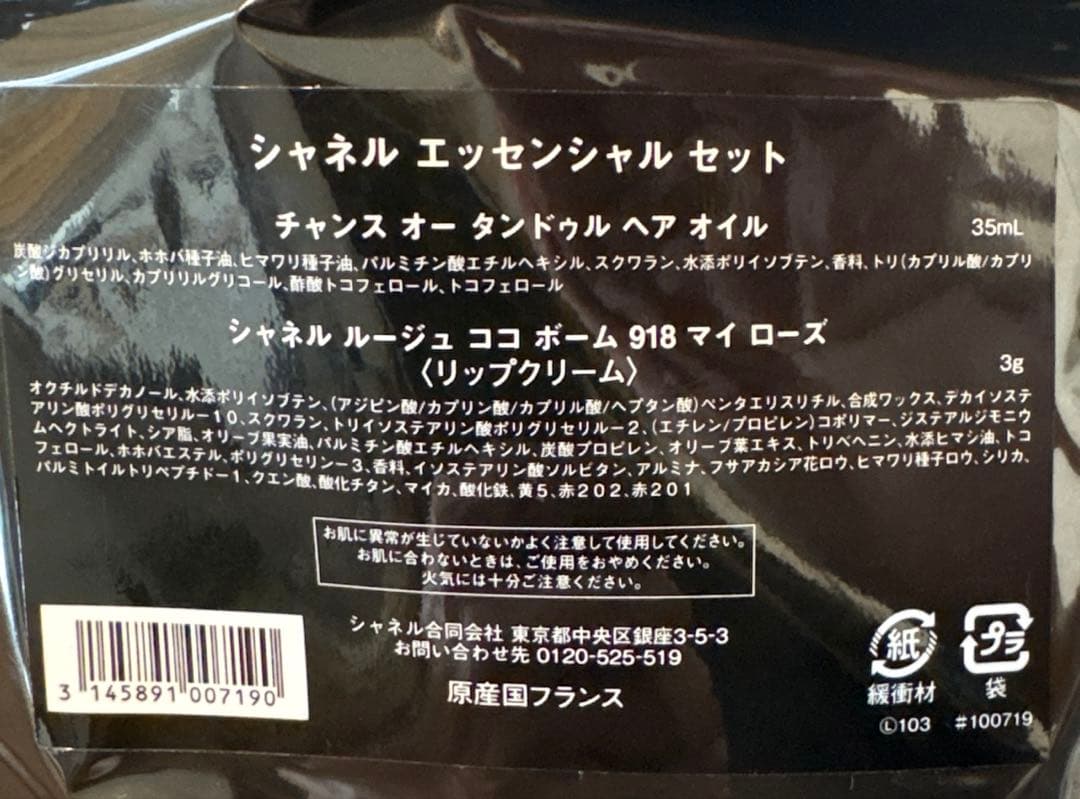 シャネル エッセンシャル セット
チャンス オー タンドゥル ヘア オイル 35mL
炭酸ジカプリリル、ホホバ種子油、ヒマワリ種子油、パルミチン酸エチルヘキシル、スクワラン、水添ポリイソブテン、香料、トリ(カプリル酸/カプリ
ン酸)グリセリル、カプリリルグリコール、酢酸トコフェロール、トコフェロール
シャネル ルージュ ココ ボーム 918 マイ ローズ
〈リップクリーム〉 3g
オクチルドデカノール、水添ポリイソブテン、(アジピン酸/カプリン酸/カプリル酸/ヘプタン酸)ペンタエリスリチル、合成ワックス、デカイソステ
アリン酸ポリグリセリル－10、スクワラン、トリイソステアリン酸ポリグリセリル－2、(エチレン/プロピレン)コポリマー、ジステアルジモニウ
ムヘクトライト、シア脂、オリーブ果実油、パルミチン酸エチルヘキシル、炭酸プロピレン、オリーブ葉エキス、トリベヘニン、水添ヒマシ油、トコ
フェロール、ホホバエステル、ポリグリセリン－3、香料、イソステアリン酸ソルビタン、アルミナ、フサアカシア花ロウ、ヒマワリ種子ロウ、シリカ、
パルミトイルトリペプチド－1、クエン酸、酸化チタン、マイカ、酸化鉄、黄5、赤202、赤201
お肌に異常が生じていないかよく注意して使用してください。
お肌に合わないときは、ご使用をおやめください。
火気には十分ご注意ください。
シャネル合同会社 東京都中央区銀座3-5-3
お問い合わせ先 0120-525-519
原産国フランス
3 145891 007190
紙 プラ
緩衝材 袋
Ⓛ103 #100719